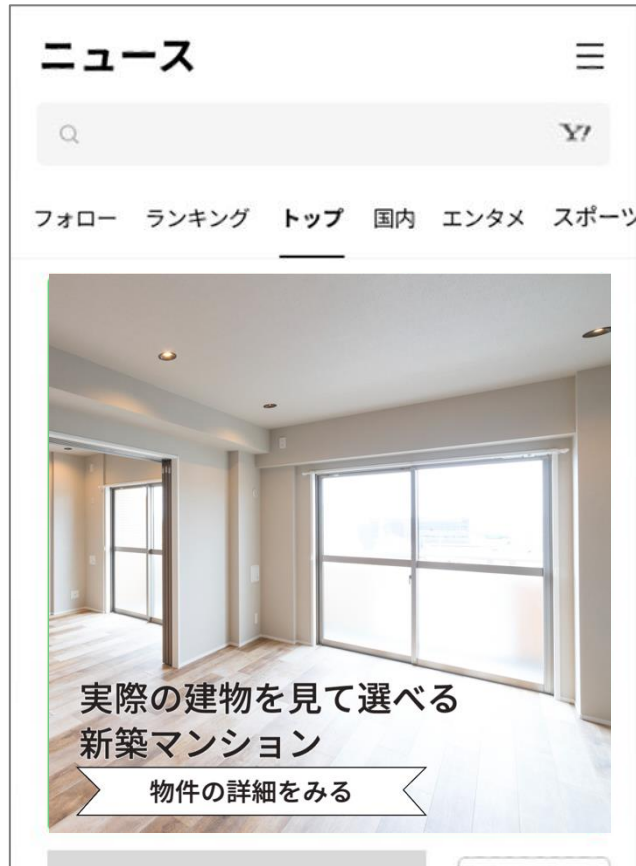 ニュース
Y?
フォロー ランキング トップ 国内 エンタメ スポーツ
実際の建物を見て選べる
新築マンション
物件の詳細をみる